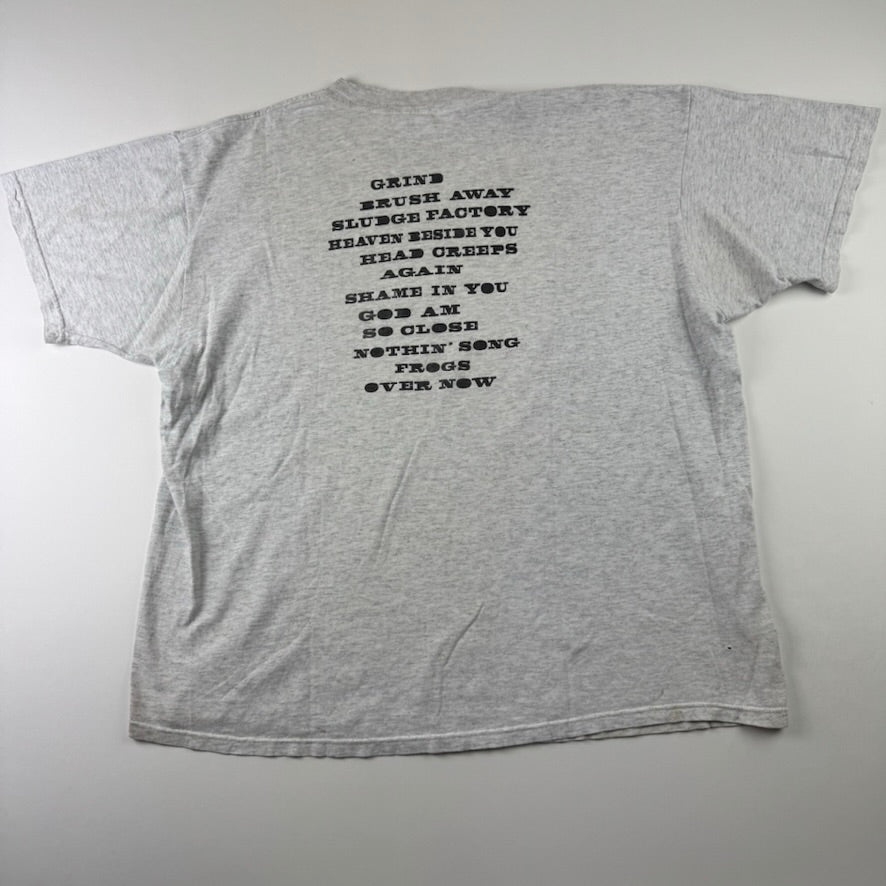 GRIND
BRUSH AWAY
SLUDGE FACTORY
HEAVEN BESIDE YOU
HEAD CREEPS
AGAIN
SHAME IN YOU
GOD AM
SO CLOSE
NOTHIN' SONG
FROGS
OVER NOW